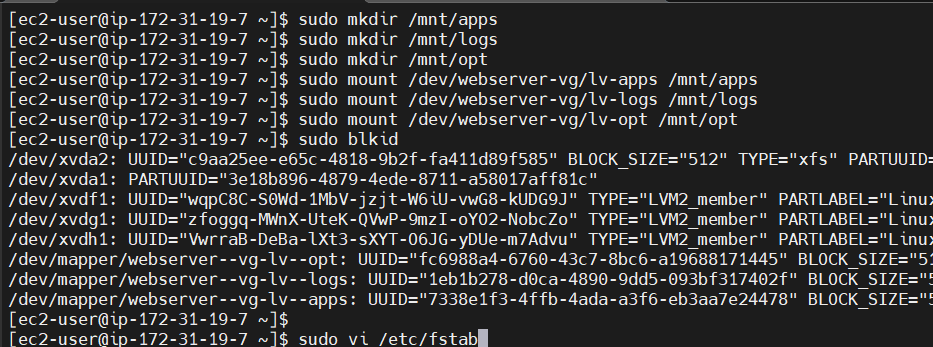 [ec2-user@ip-172-31-19-7 ~]$ sudo mkdir /mnt/apps
[ec2-user@ip-172-31-19-7 ~]$ sudo mkdir /mnt/logs
[ec2-user@ip-172-31-19-7 ~]$ sudo mkdir /mnt/opt
[ec2-user@ip-172-31-19-7 ~]$ sudo mount /dev/webserver-vg/lv-apps /mnt/apps
[ec2-user@ip-172-31-19-7 ~]$ sudo mount /dev/webserver-vg/lv-logs /mnt/logs
[ec2-user@ip-172-31-19-7 ~]$ sudo mount /dev/webserver-vg/lv-opt /mnt/opt
[ec2-user@ip-172-31-19-7 ~]$ sudo blkid
/dev/xvda2: UUID="c9aa25ee-e65c-4818-9b2f-fa411d89f585" BLOCK_SIZE="512" TYPE="xfs" PARTUUID=
/dev/xvda1: PARTUUID="3e18b896-4879-4ede-8711-a58017aff81c"
/dev/xvdf1: UUID="wqpC8C-S0Wd-1MbV-jzjt-W6iU-vwG8-kUDG9J" TYPE="LVM2_member" PARTLABEL="Linux
/dev/xvdg1: UUID="zfoggq-MWnX-UteK-QVwP-9mzI-oYO2-NobcZo" TYPE="LVM2_member" PARTLABEL="Linux
/dev/xvdh1: UUID="VwrraB-DeBa-lXt3-sXYT-O6JG-yDUe-m7Advu" TYPE="LVM2_member" PARTLABEL="Linux
/dev/mapper/webserver--vg-lv--opt: UUID="fc6988a4-6760-43c7-8bc6-a19688171445" BLOCK_SIZE="51
/dev/mapper/webserver--vg-lv--logs: UUID="1eb1b278-d0ca-4890-9dd5-093bf317402f" BLOCK_SIZE="5
/dev/mapper/webserver--vg-lv--apps: UUID="7338e1f3-4ffb-4ada-a3f6-eb3aa7e24478" BLOCK_SIZE="5
[ec2-user@ip-172-31-19-7 ~]$
[ec2-user@ip-172-31-19-7 ~]$ sudo vi /etc/fstab